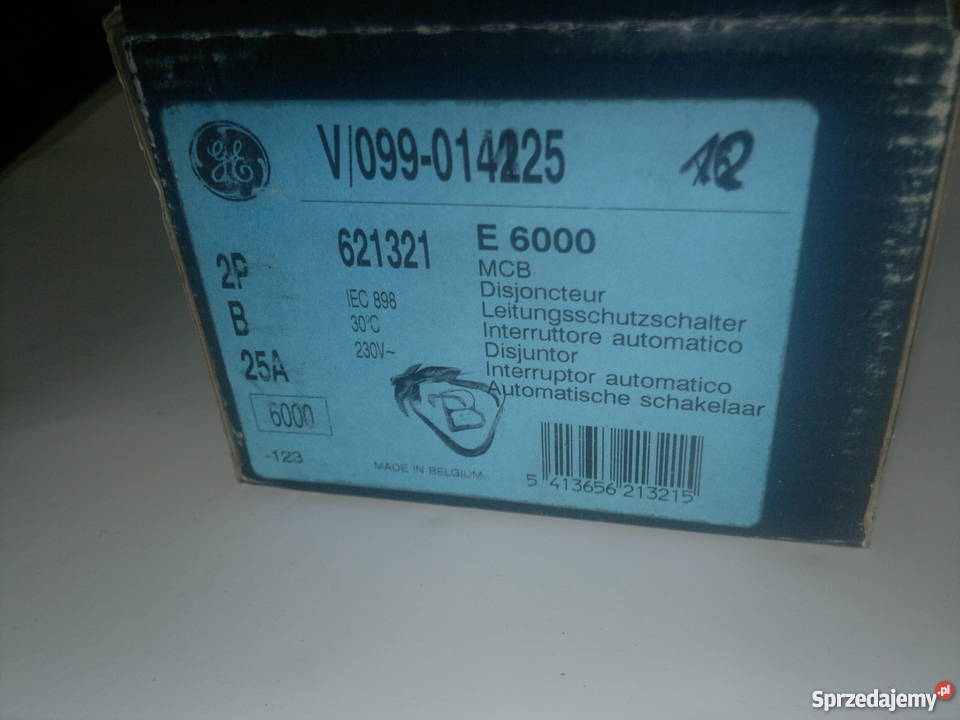 GE
V/099-014225
2P
B
25A
6000
-123
621321
IEC 898
30°C
230V~
E 6000
MCB
Disjoncteur
Leitungsschutzschalter
Interruttore automatico
Disjuntor
Interruptor automatico
Automatische schakelaar
B
MADE IN BELGIUM
5 413656 213215
Sprzedajemy.pl